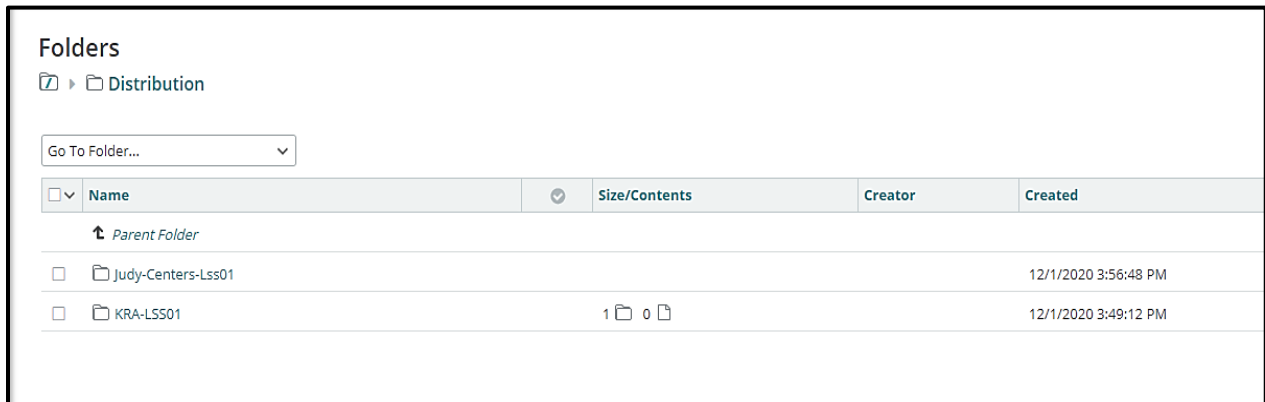 Folders
Distribution
Go To Folder...
Name Size/Contents Creator Created
Parent Folder
Judy-Centers-Lss01 12/1/2020 3:56:48 PM
KRA-LSS01 1 0 12/1/2020 3:49:12 PM